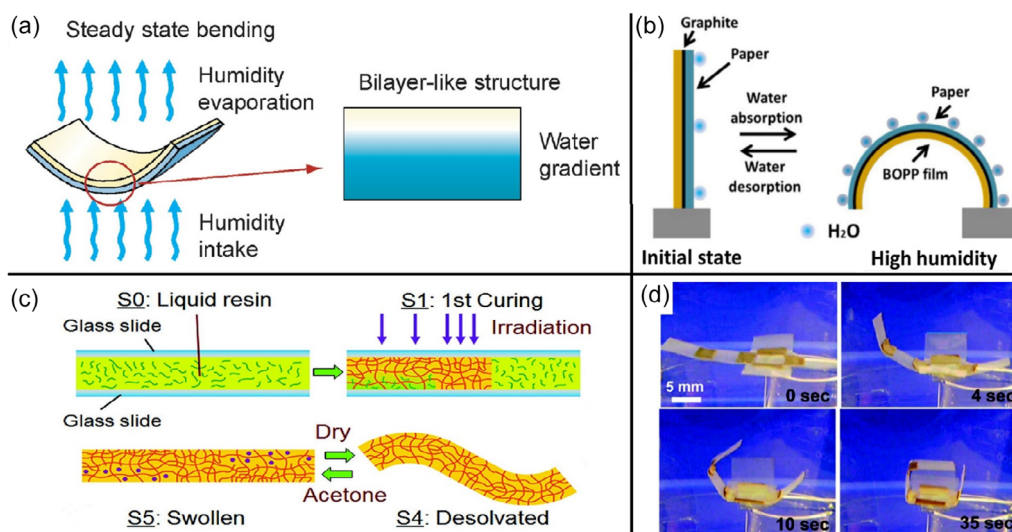 (a)
Steady state bending
Humidity
evaporation
Bilayer-like structure
Water
gradient
Humidity
intake
(b)
Graphite
Paper
Water
absorption
Water
desorption
Paper
BOPP film
H₂O
Initial state
High humidity
(c)
S0: Liquid resin
S1: 1st Curing
Glass slide
Irradiation
Glass slide
Dry
Acetone
S5: Swollen
S4: Desolvated
(d)
5 mm
0 sec
4 sec
10 sec
35 sec